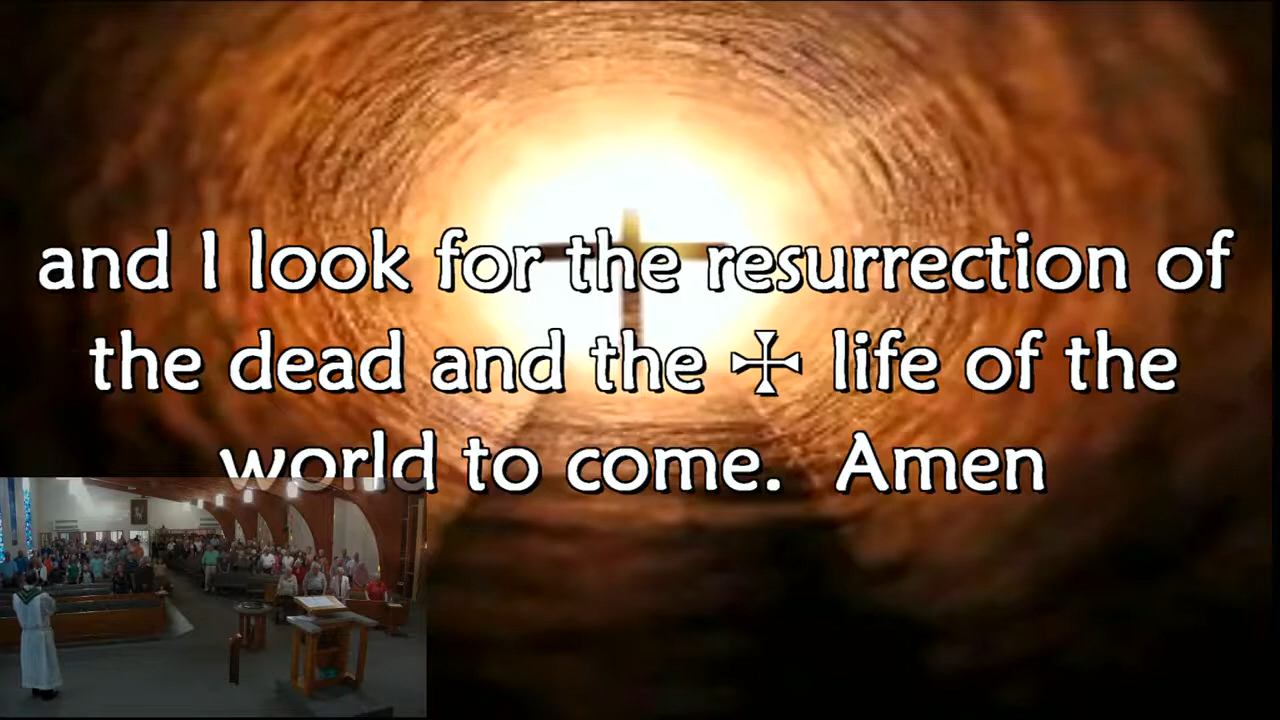 and I look for the resurrection of
the dead and the ☩ life of the
world to come. Amen